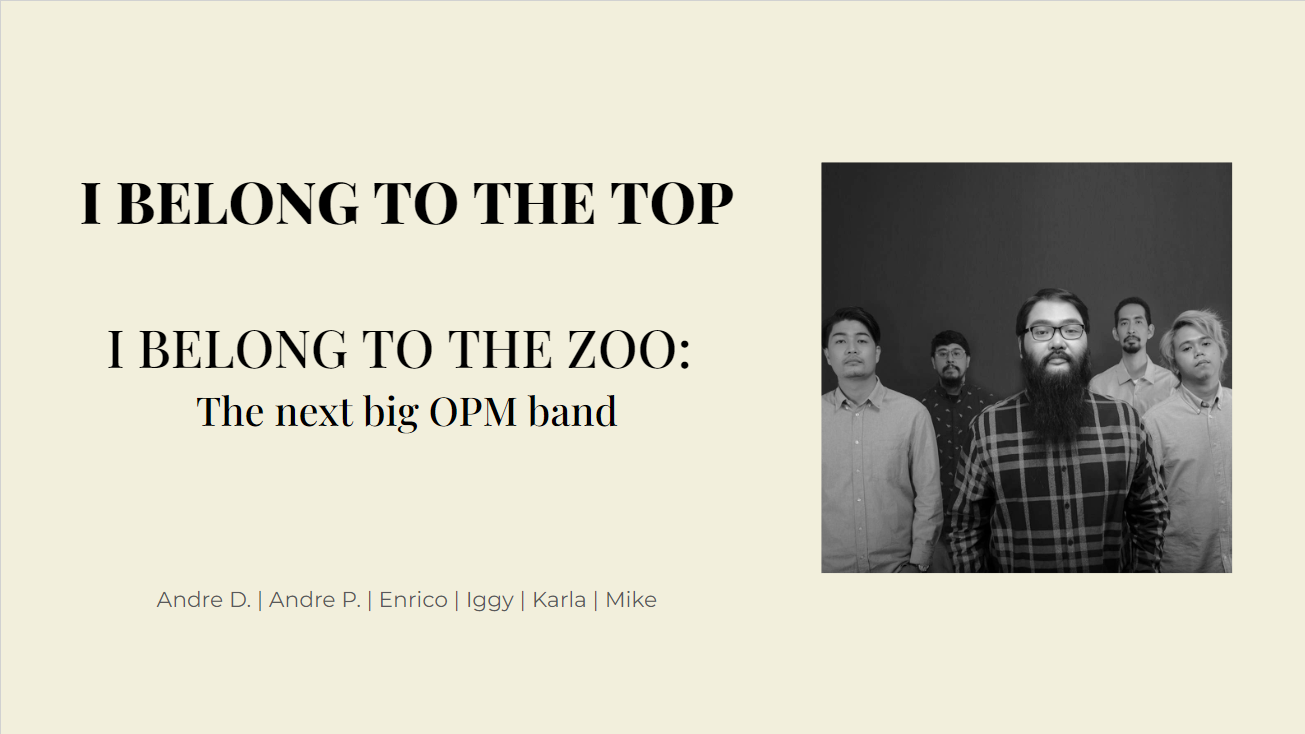 I BELONG TO THE TOP
I BELONG TO THE ZOO:
The next big OPM band
Andre D. | Andre P. | Enrico | Iggy | Karla | Mike